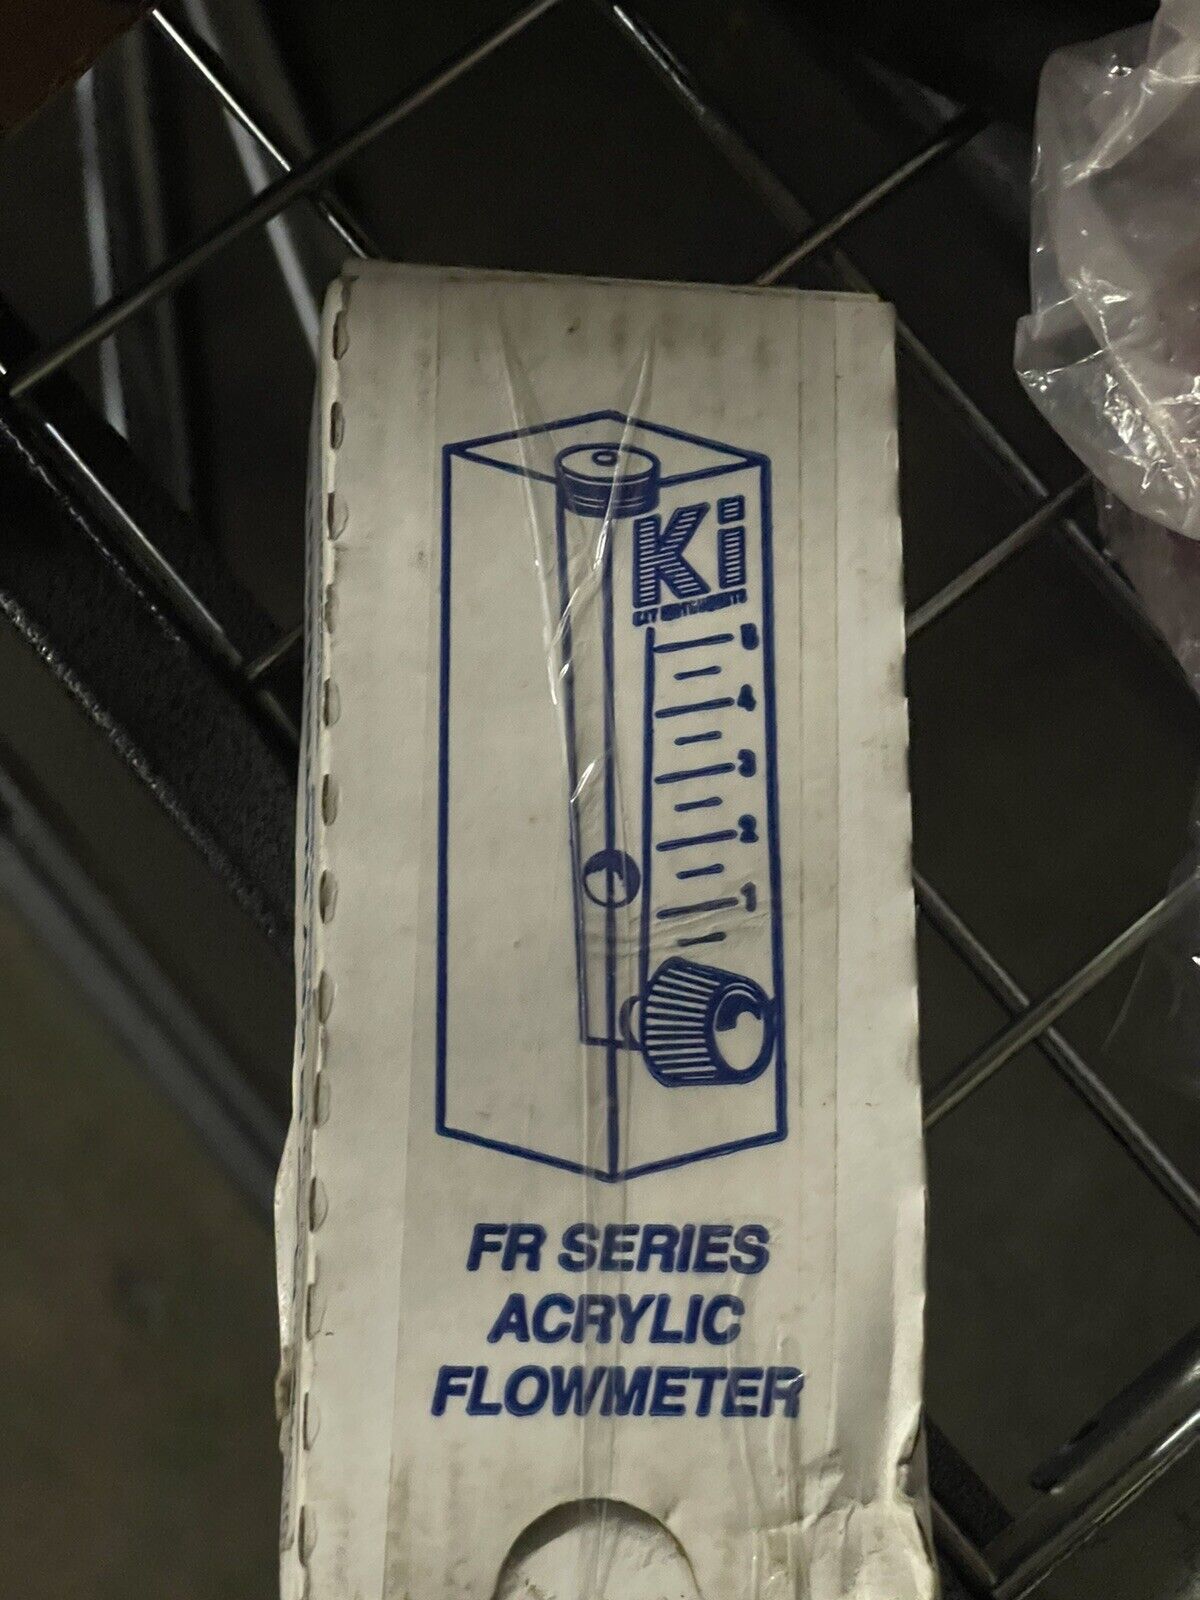 Ki
KEY INSTRUMENTS
5
4
3
2
1
FR SERIES
ACRYLIC
FLOWMETER